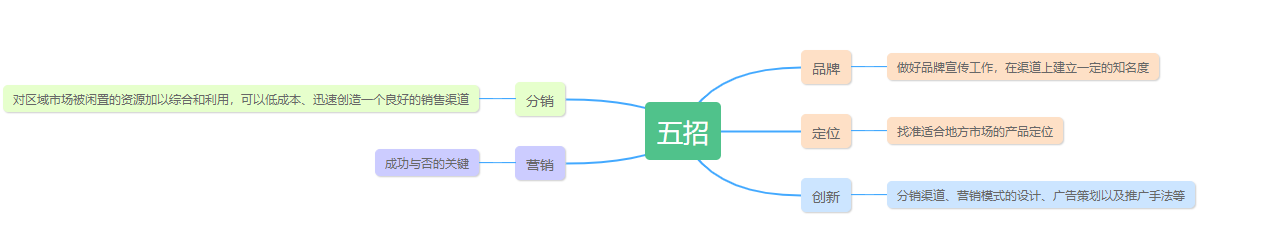 五招
品牌
做好品牌宣传工作，在渠道上建立一定的知名度
定位
找准适合地方市场的产品定位
创新
分销渠道、营销模式的设计、广告策划以及推广手法等
分销
对区域市场被闲置的资源加以综合和利用，可以低成本、迅速创造一个良好的销售渠道
营销
成功与否的关键